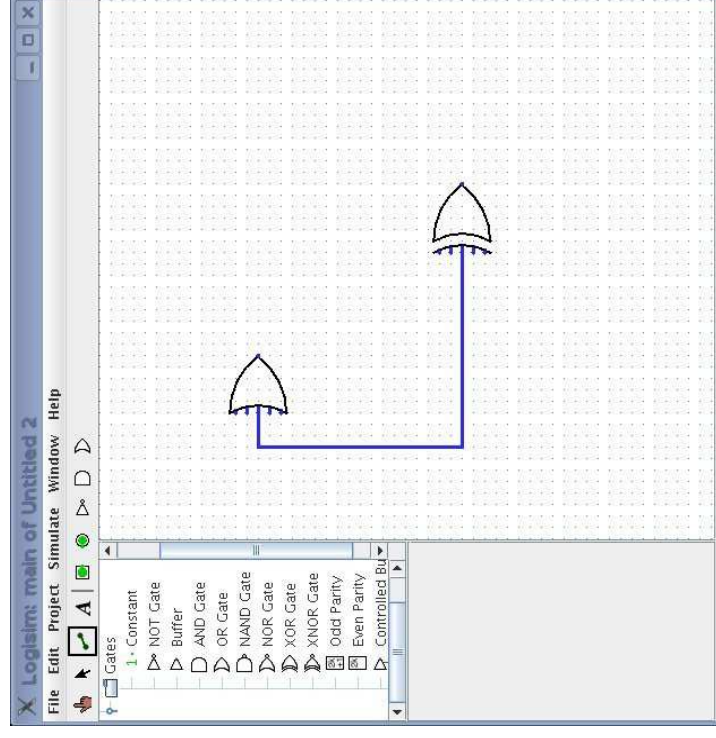 Logisim: main of Untitled 2
File Edit Project Simulate Window Help
A
Gates
1 Constant
NOT Gate
Buffer
AND Gate
OR Gate
NAND Gate
NOR Gate
XOR Gate
XNOR Gate
Odd Parity
Even Parity
Controlled Bu